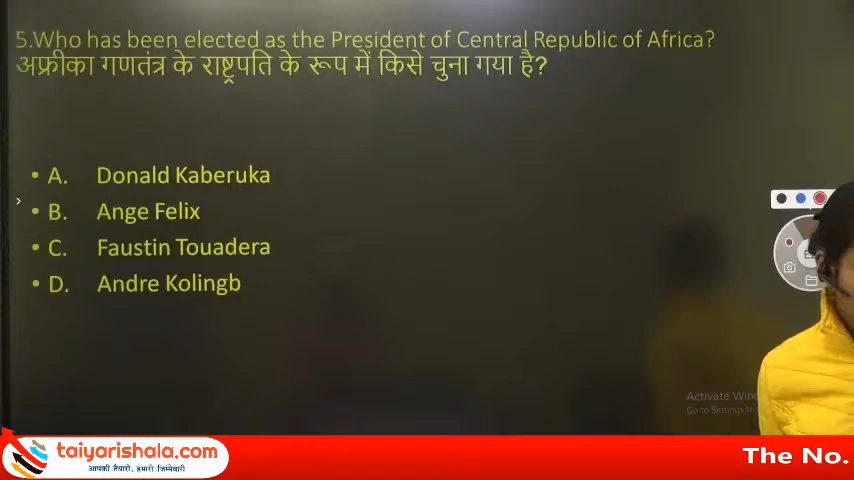 5.Who has been elected as the President of Central Republic of Africa?
अफ्रीका गणतंत्र के राष्ट्रपति के रूप में किसे चुना गया है?
• A. Donald Kaberuka
• B. Ange Felix
• C. Faustin Touadera
• D. Andre Kolingb
Activate Wind
Go to Settings
taiyarishala.com
आपकी तैयारी, हमारी जिम्मेदारी
The No.